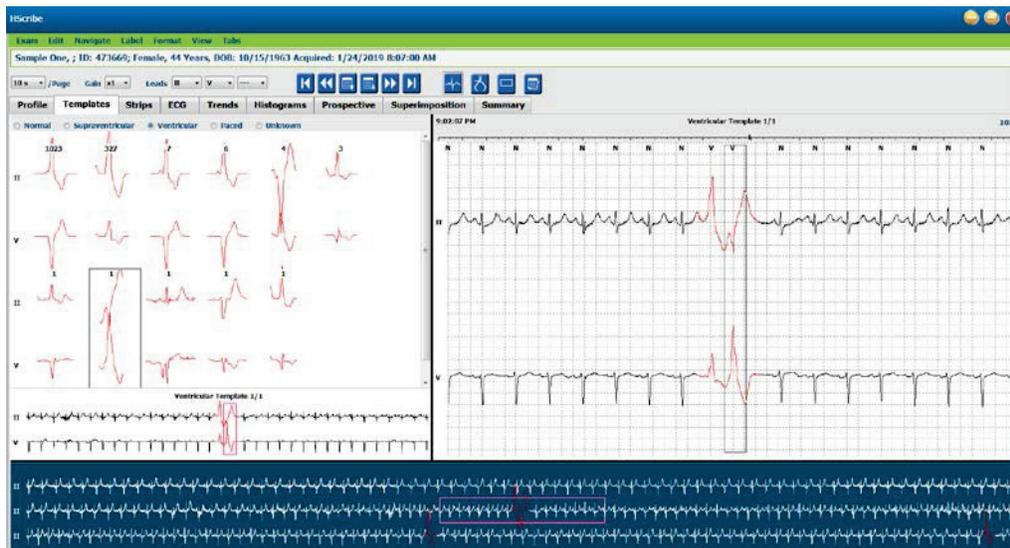 HScribe
Exam Edit Navigate Label Format View Tabs
Sample One, ; ID: 473669; Female, 44 Years, DOB: 10/15/1963 Acquired: 1/24/2019 8:07:00 AM
10 s /Page Gain x1 Leads II V ---
Profile Templates Strips ECG Trends Histograms Prospective Superimposition Summary
Normal Supraventricular Ventricular Paced Unknown
9:02:07 PM Ventricular Template 1/1 10
1023 327 7 6 4 3
N N N N N N N N V V N N N N N N N
II
V
1 1 1 1 1
II
V
Ventricular Template 1/1
II
V
II
V
II
II
II